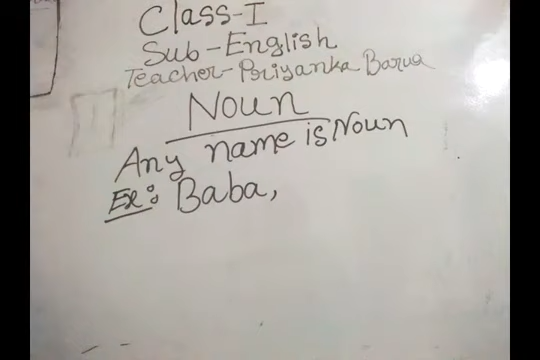 Class-I
Sub-English
Teacher-Priyanka Barua
Noun
Any name is Noun
Ex: Baba,